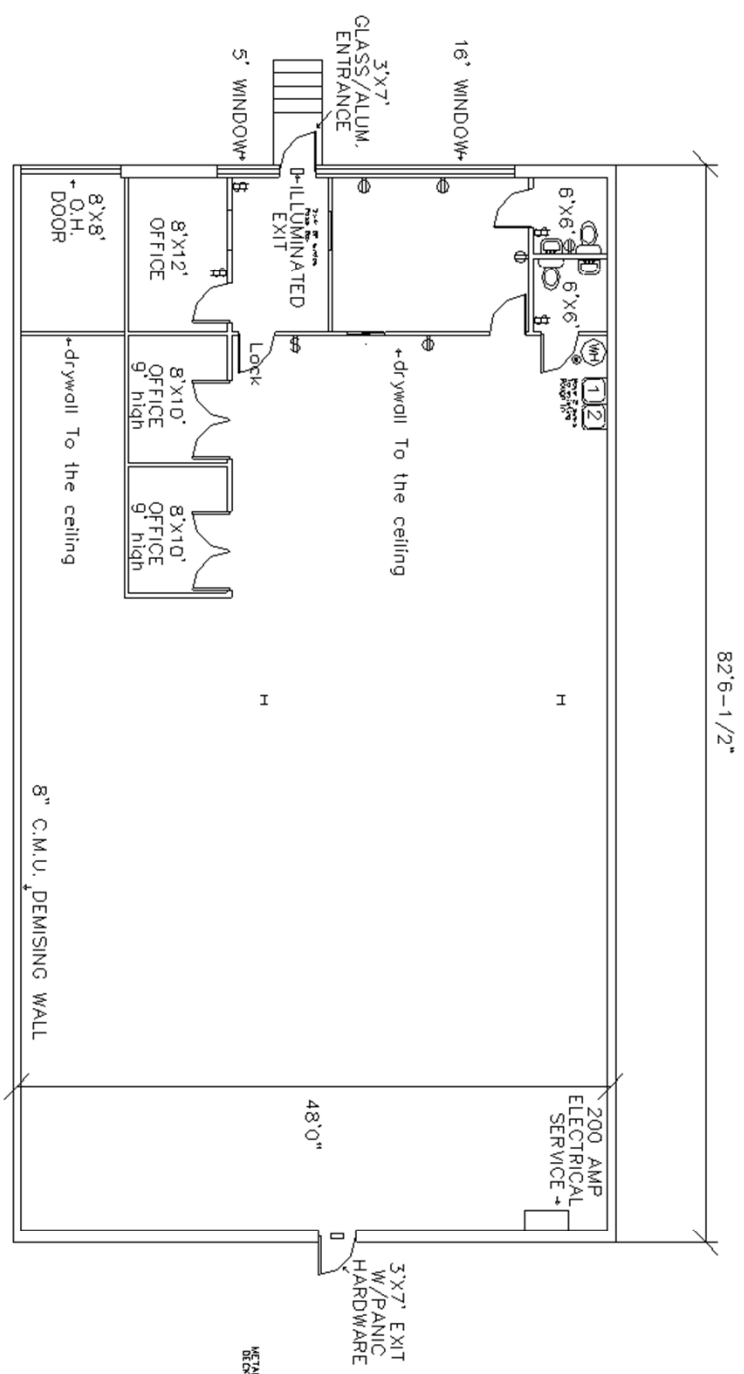 82'6-1/2"
16' WINDOW
3'X7'
GLASS/ALUM.
ENTRANCE
5' WINDOW
6'X6'
6'X6'
WH
1
2
ILLUMINATED
EXIT
Lock
8'X12'
OFFICE
8'X8'
O.H.
DOOR
8'X10'
OFFICE
9' high
8'X10'
OFFICE
9' high
drywall To the ceiling
drywall To the ceiling
H
H
8" C.M.U. DEMISING WALL
48'0"
200 AMP
ELECTRICAL
SERVICE
3'X7' EXIT
W/PANIC
HARDWARE